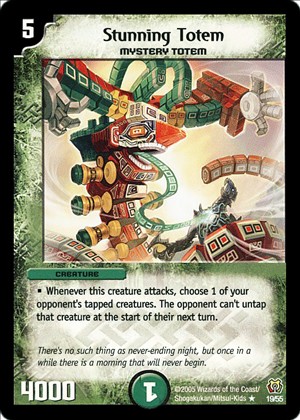 5
Stunning Totem
MYSTERY TOTEM
CREATURE
▪ Whenever this creature attacks, choose 1 of your
opponent's tapped creatures. The opponent can't untap
that creature at the start of their next turn.
There's no such thing as never-ending night, but once in a
while there is a morning that will never begin.
4000
1
©2005 Wizards of the Coast/
Shogakukan/Mitsui-Kids ★ 19/55